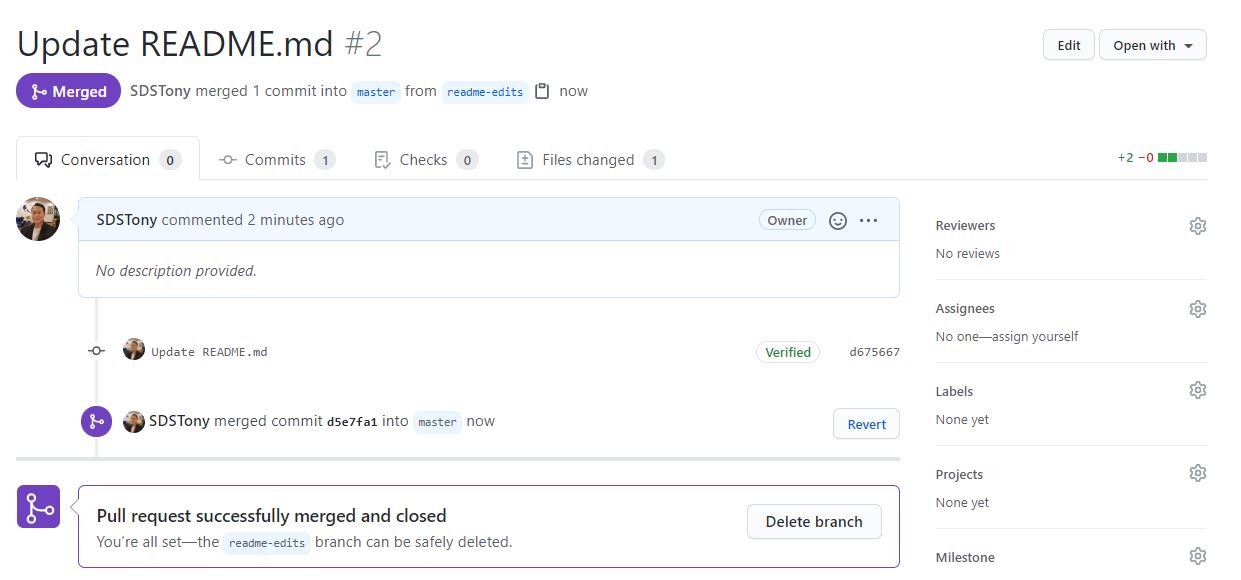 Update README.md #2
Edit
Open with
Merged
SDSTony merged 1 commit into master from readme-edits now
Conversation 0
Commits 1
Checks 0
Files changed 1
+2 −0
SDSTony commented 2 minutes ago
Owner
No description provided.
Update README.md
Verified
d675667
SDSTony merged commit d5e7fa1 into master now
Revert
Pull request successfully merged and closed
You’re all set—the readme-edits branch can be safely deleted.
Delete branch
Reviewers
No reviews
Assignees
No one—assign yourself
Labels
None yet
Projects
None yet
Milestone